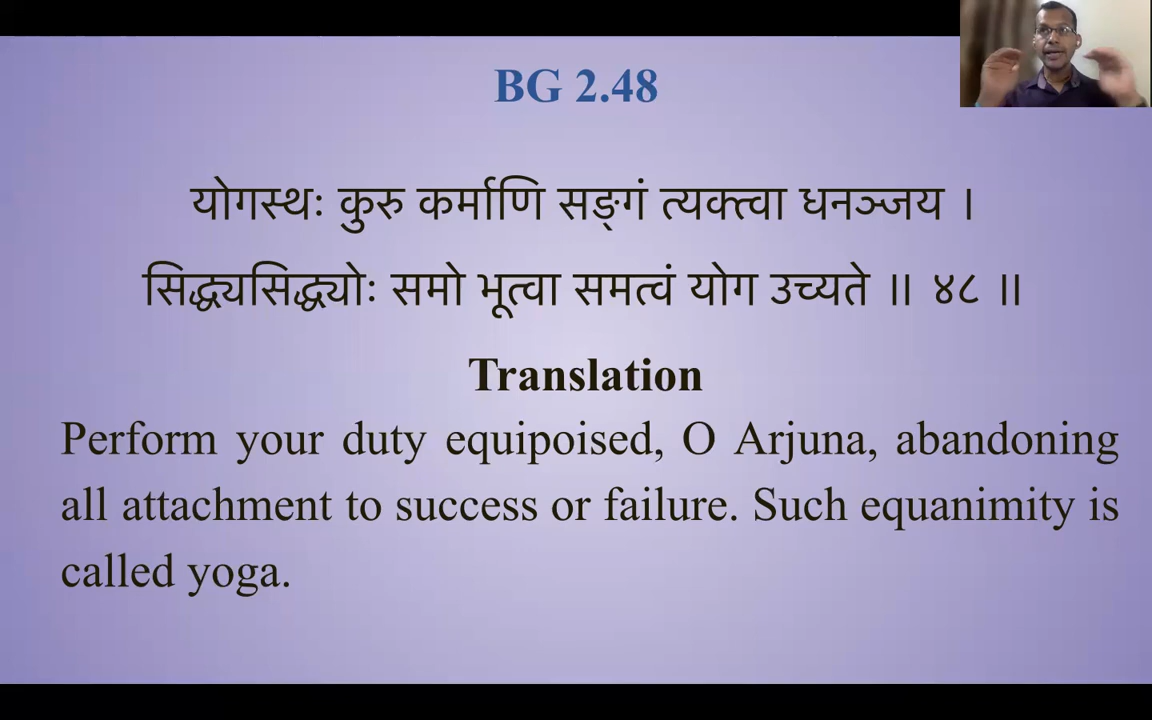 BG 2.48
योगस्थः कुरु कर्माणि सङ्गं त्यक्त्वा धनञ्जय ।
सिद्ध्यसिद्ध्योः समो भूत्वा समत्वं योग उच्यते ॥ ४८ ॥
Translation
Perform your duty equipoised, O Arjuna, abandoning
all attachment to success or failure. Such equanimity is
called yoga.